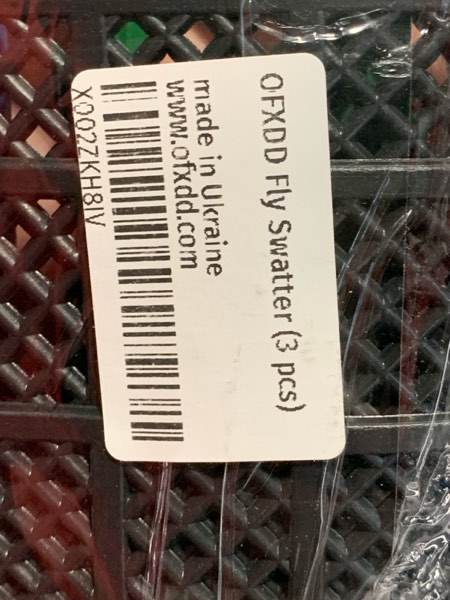 OFXDD Fly Swatter (3 pcs)
made in Ukraine
www.ofxdd.com
X002ZKH8IV